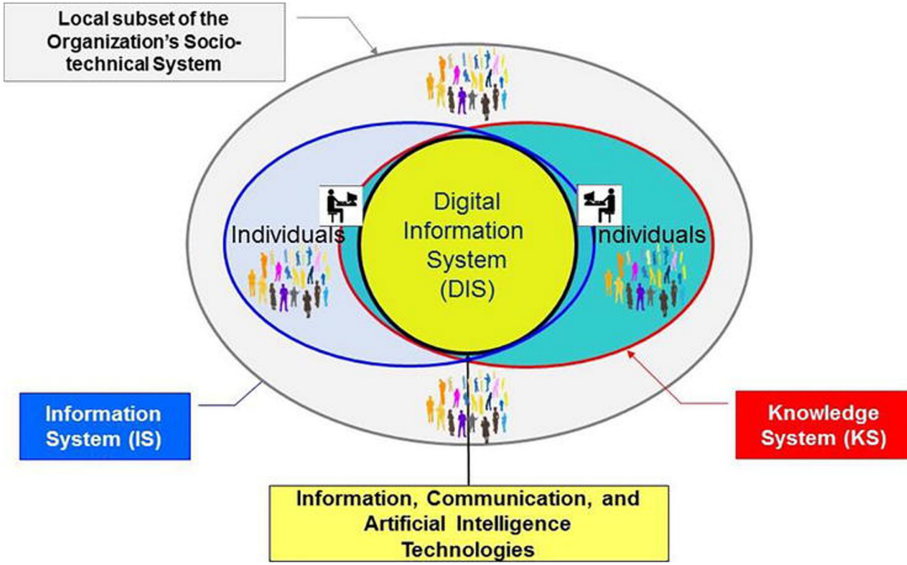 Local subset of the
Organization's Socio-
technical System
Digital
Information
System
(DIS)
Individuals
Individuals
Information
System (IS)
Knowledge
System (KS)
Information, Communication, and
Artificial Intelligence
Technologies